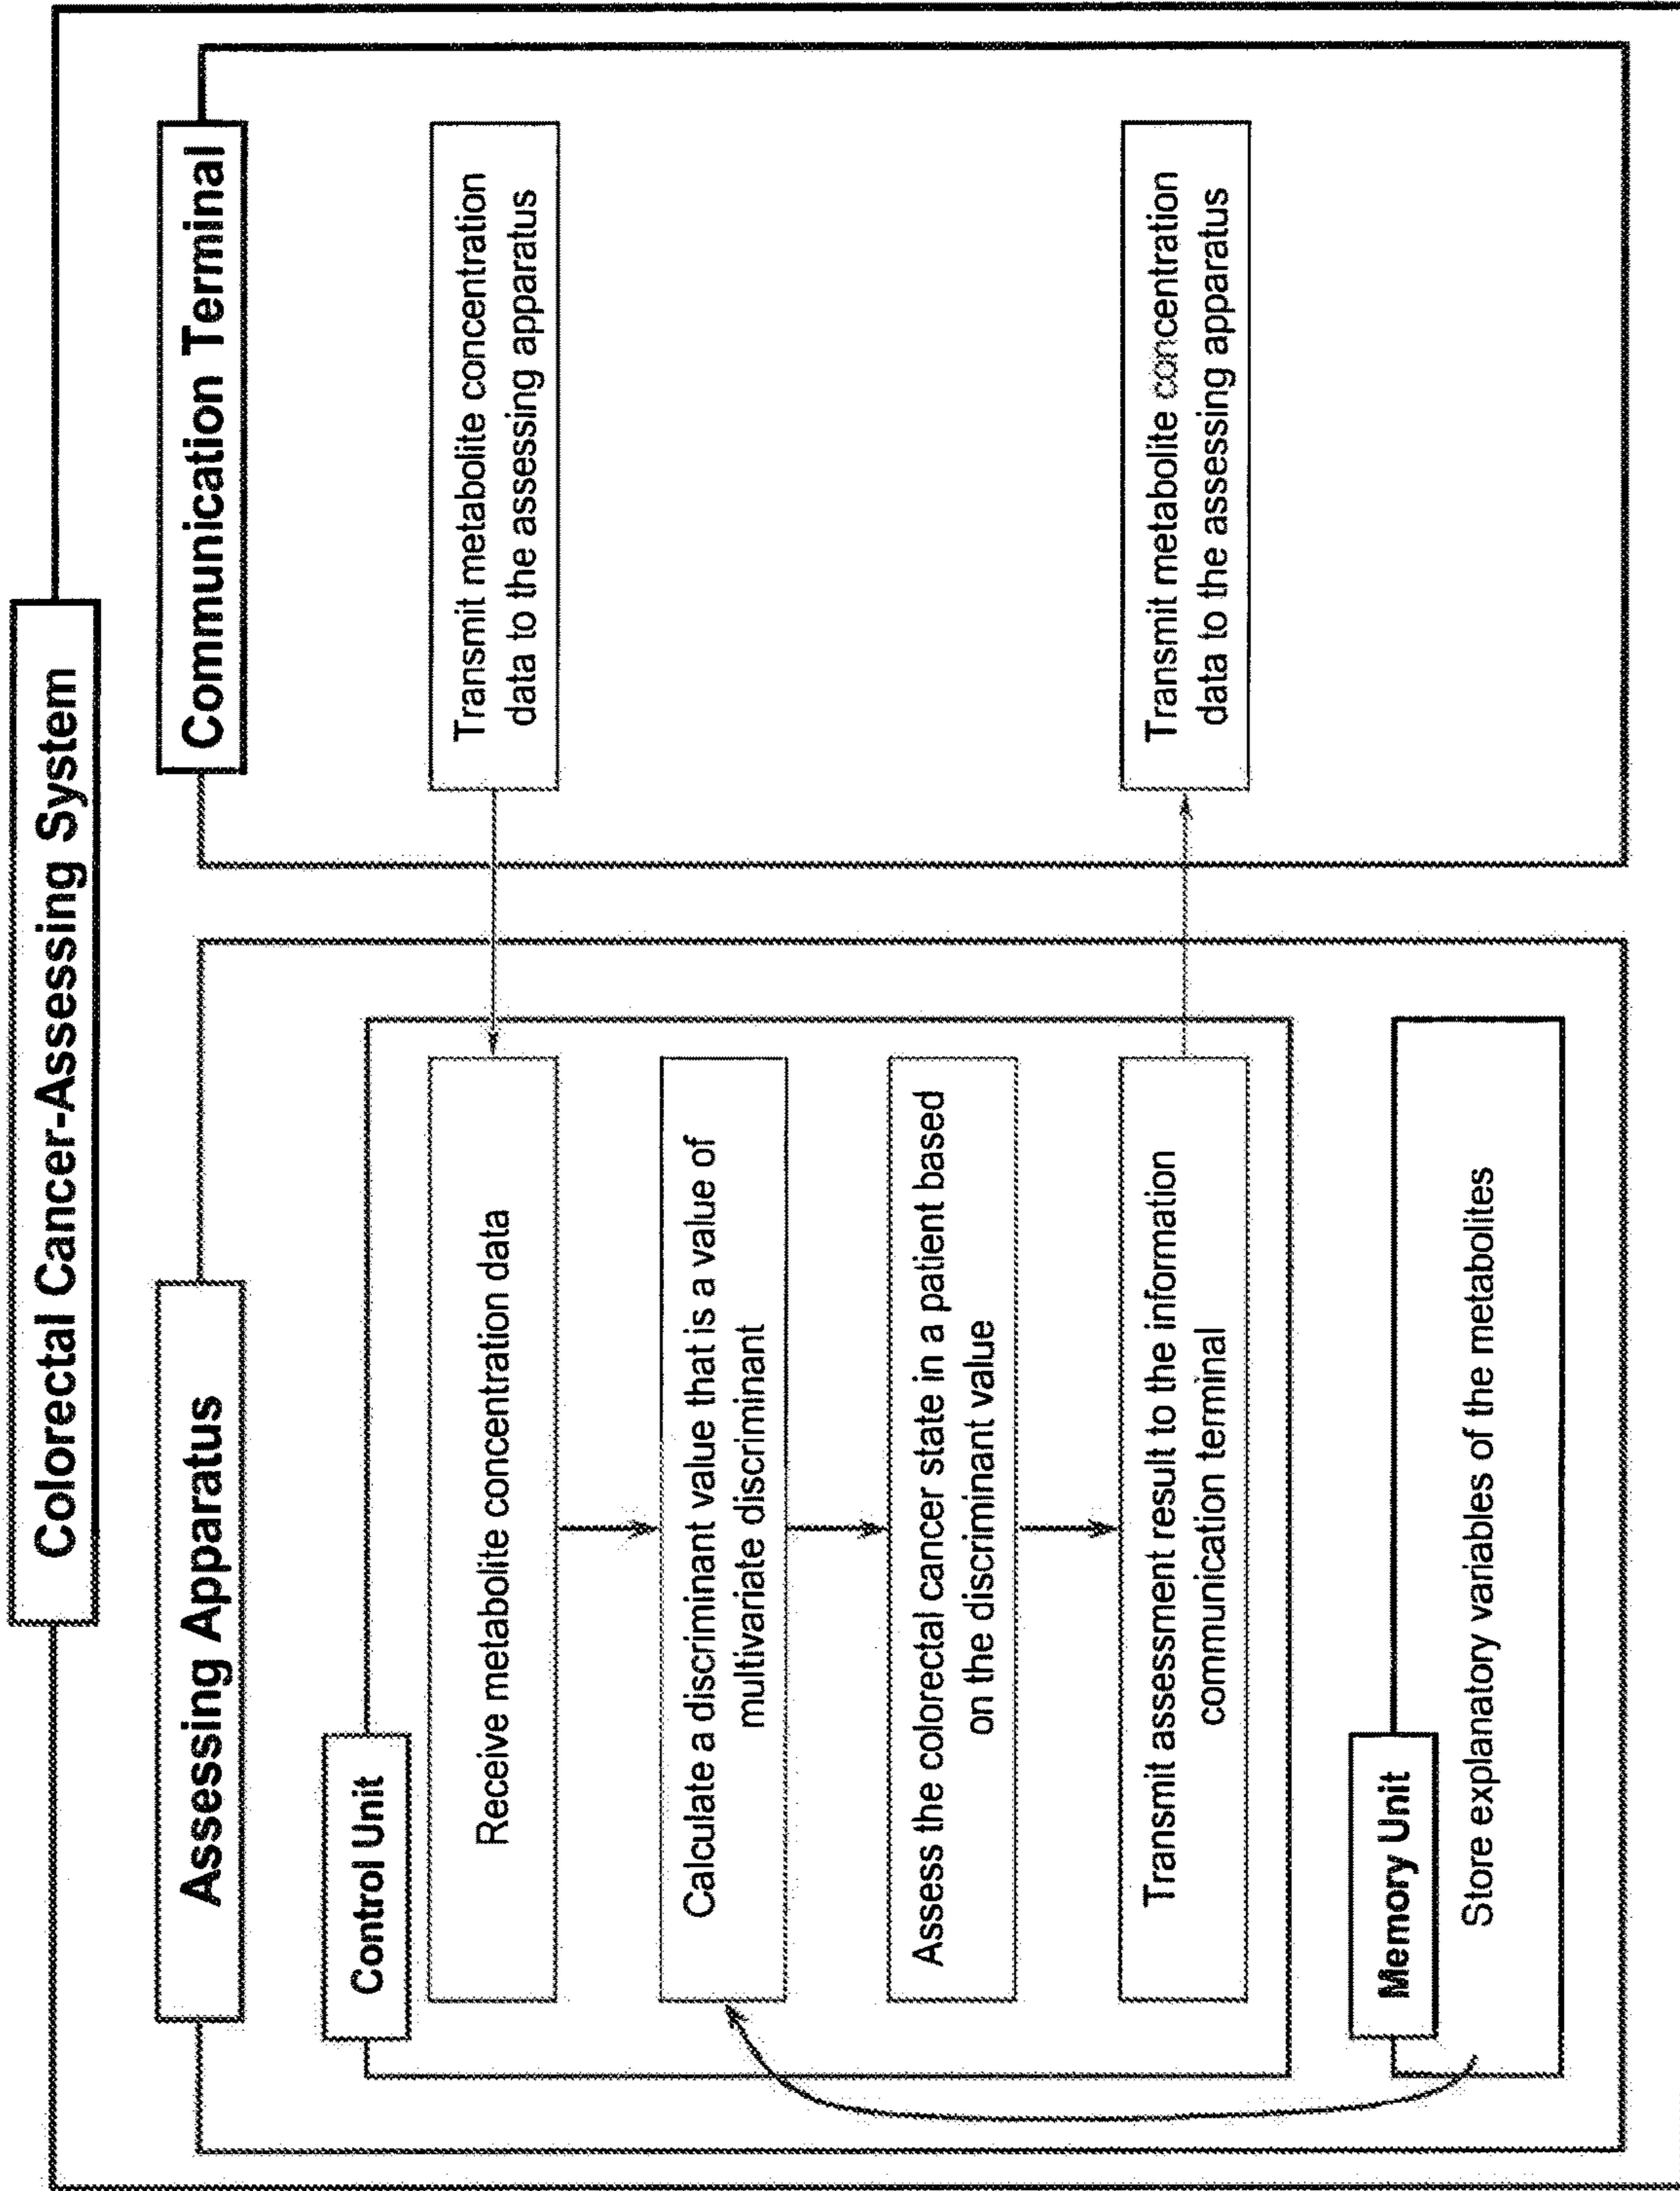 Colorectal Cancer-Assessing System
Assessing Apparatus
Control Unit
Receive metabolite concentration data
Calculate a discriminant value that is a value of
multivariate discriminant
Assess the colorectal cancer state in a patient based
on the discriminant value
Transmit assessment result to the information
communication terminal
Memory Unit
Store explanatory variables of the metabolites
Communication Terminal
Transmit metabolite concentration
data to the assessing apparatus
Transmit metabolite concentration
data to the assessing apparatus